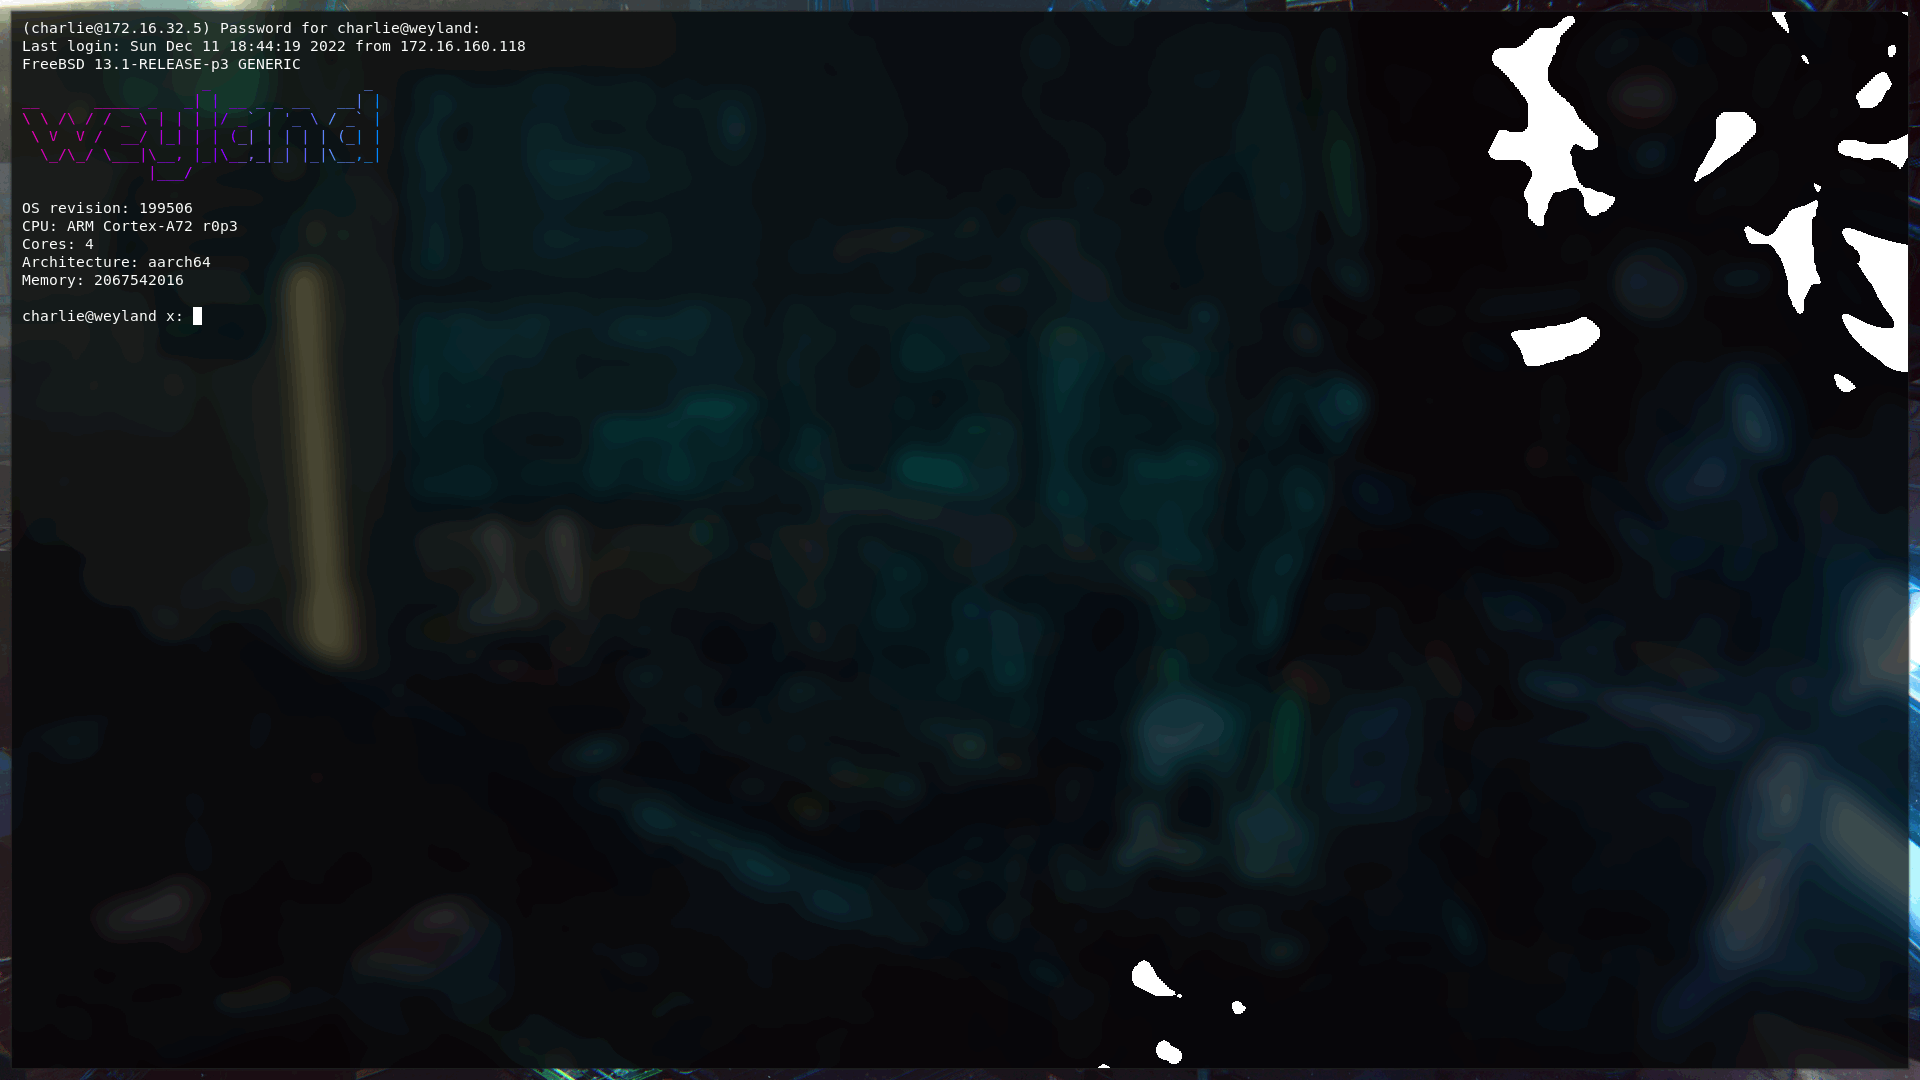 (charlie@172.16.32.5) Password for charlie@weyland:
Last login: Sun Dec 11 18:44:19 2022 from 172.16.160.118
FreeBSD 13.1-RELEASE-p3 GENERIC
weyland
OS revision: 199506
CPU: ARM Cortex-A72 r0p3
Cores: 4
Architecture: aarch64
Memory: 2067542016
charlie@weyland x: